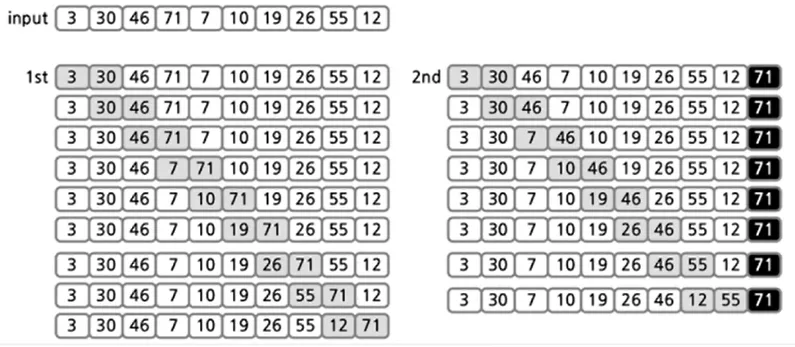 input 3 30 46 71 7 10 19 26 55 12
1st 3 30 46 71 7 10 19 26 55 12
3 30 46 71 7 10 19 26 55 12
3 30 46 71 7 10 19 26 55 12
3 30 46 7 71 10 19 26 55 12
3 30 46 7 10 71 19 26 55 12
3 30 46 7 10 19 71 26 55 12
3 30 46 7 10 19 26 71 55 12
3 30 46 7 10 19 26 55 71 12
3 30 46 7 10 19 26 55 12 71
2nd 3 30 46 7 10 19 26 55 12 71
3 30 46 7 10 19 26 55 12 71
3 30 7 46 10 19 26 55 12 71
3 30 7 10 46 19 26 55 12 71
3 30 7 10 19 46 26 55 12 71
3 30 7 10 19 26 46 55 12 71
3 30 7 10 19 26 46 55 12 71
3 30 7 10 19 26 46 12 55 71